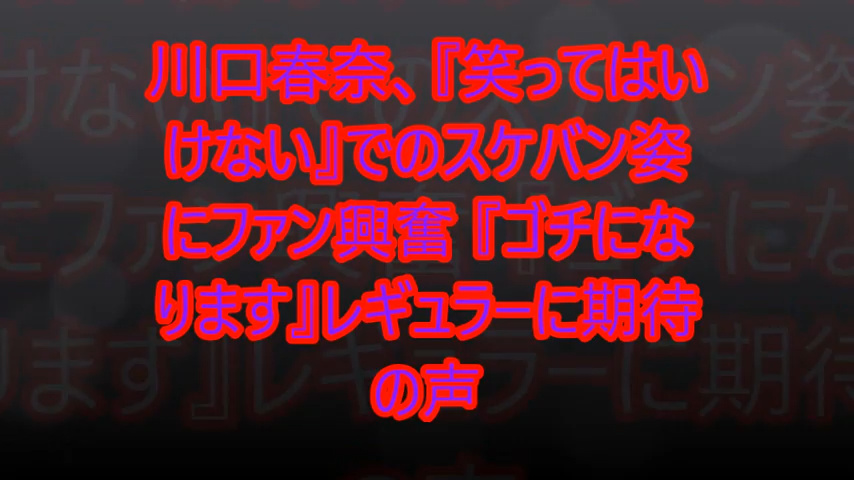 川口春奈、『笑ってはい
けない』でのスケバン姿
にファン興奮『ゴチにな
ります』レギュラーに期待
の声